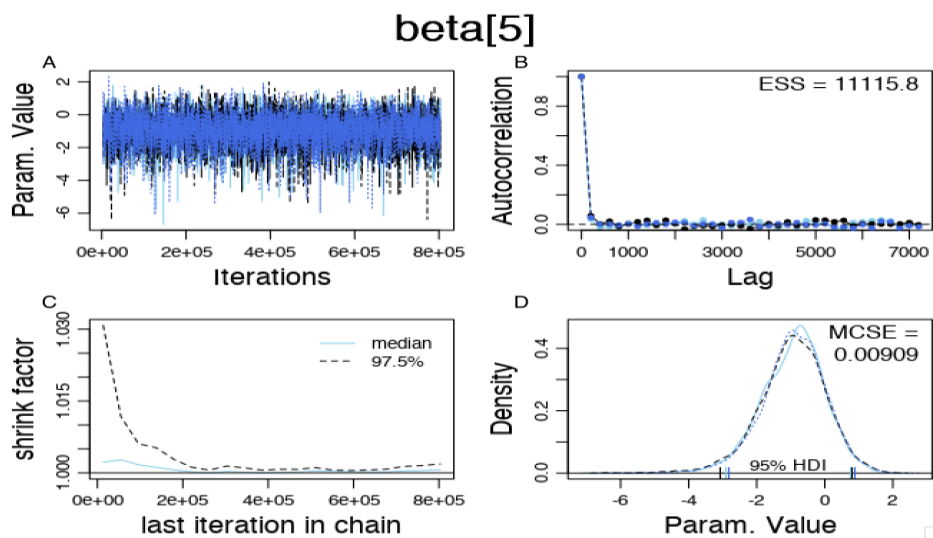 beta[5]
A
Param. Value
2
0
-2
-4
-6
0e+00 2e+05 4e+05 6e+05 8e+05
Iterations
B
ESS = 11115.8
Autocorrelation
0.8
0.4
0.0
0 1000 3000 5000 7000
Lag
C
median
97.5%
shrink factor
1.030
1.015
1.000
0e+00 2e+05 4e+05 6e+05 8e+05
last iteration in chain
D
MCSE =
0.00909
Density
0.4
0.2
0.0
95% HDI
-6 -4 -2 0 2
Param. Value